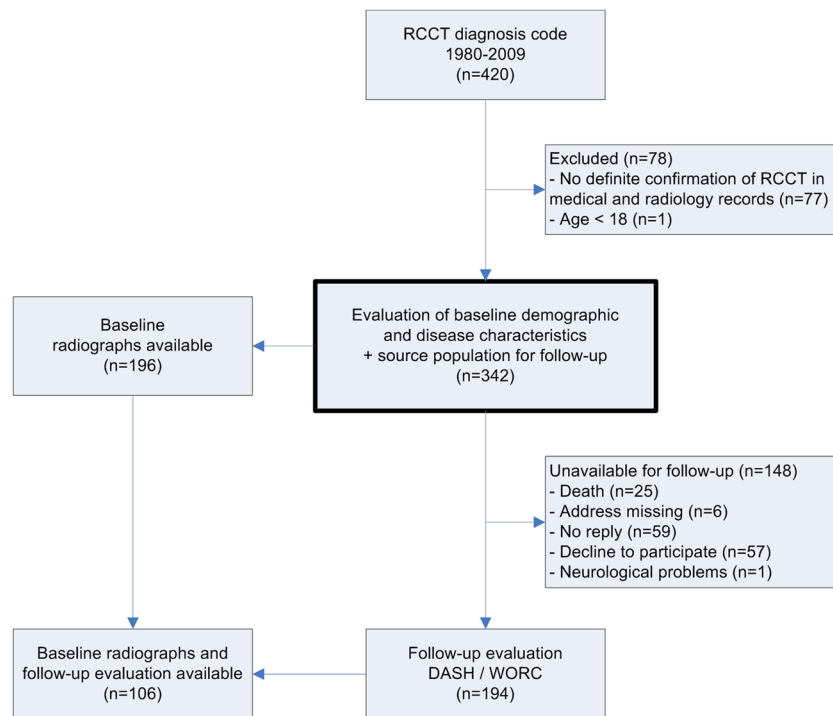 RCCT diagnosis code
1980-2009
(n=420)
Excluded (n=78)
- No definite confirmation of RCCT in
medical and radiology records (n=77)
- Age < 18 (n=1)
Evaluation of baseline demographic
and disease characteristics
+ source population for follow-up
(n=342)
Baseline
radiographs available
(n=196)
Unavailable for follow-up (n=148)
- Death (n=25)
- Address missing (n=6)
- No reply (n=59)
- Decline to participate (n=57)
- Neurological problems (n=1)
Baseline radiographs and
follow-up evaluation available
(n=106)
Follow-up evaluation
DASH / WORC
(n=194)